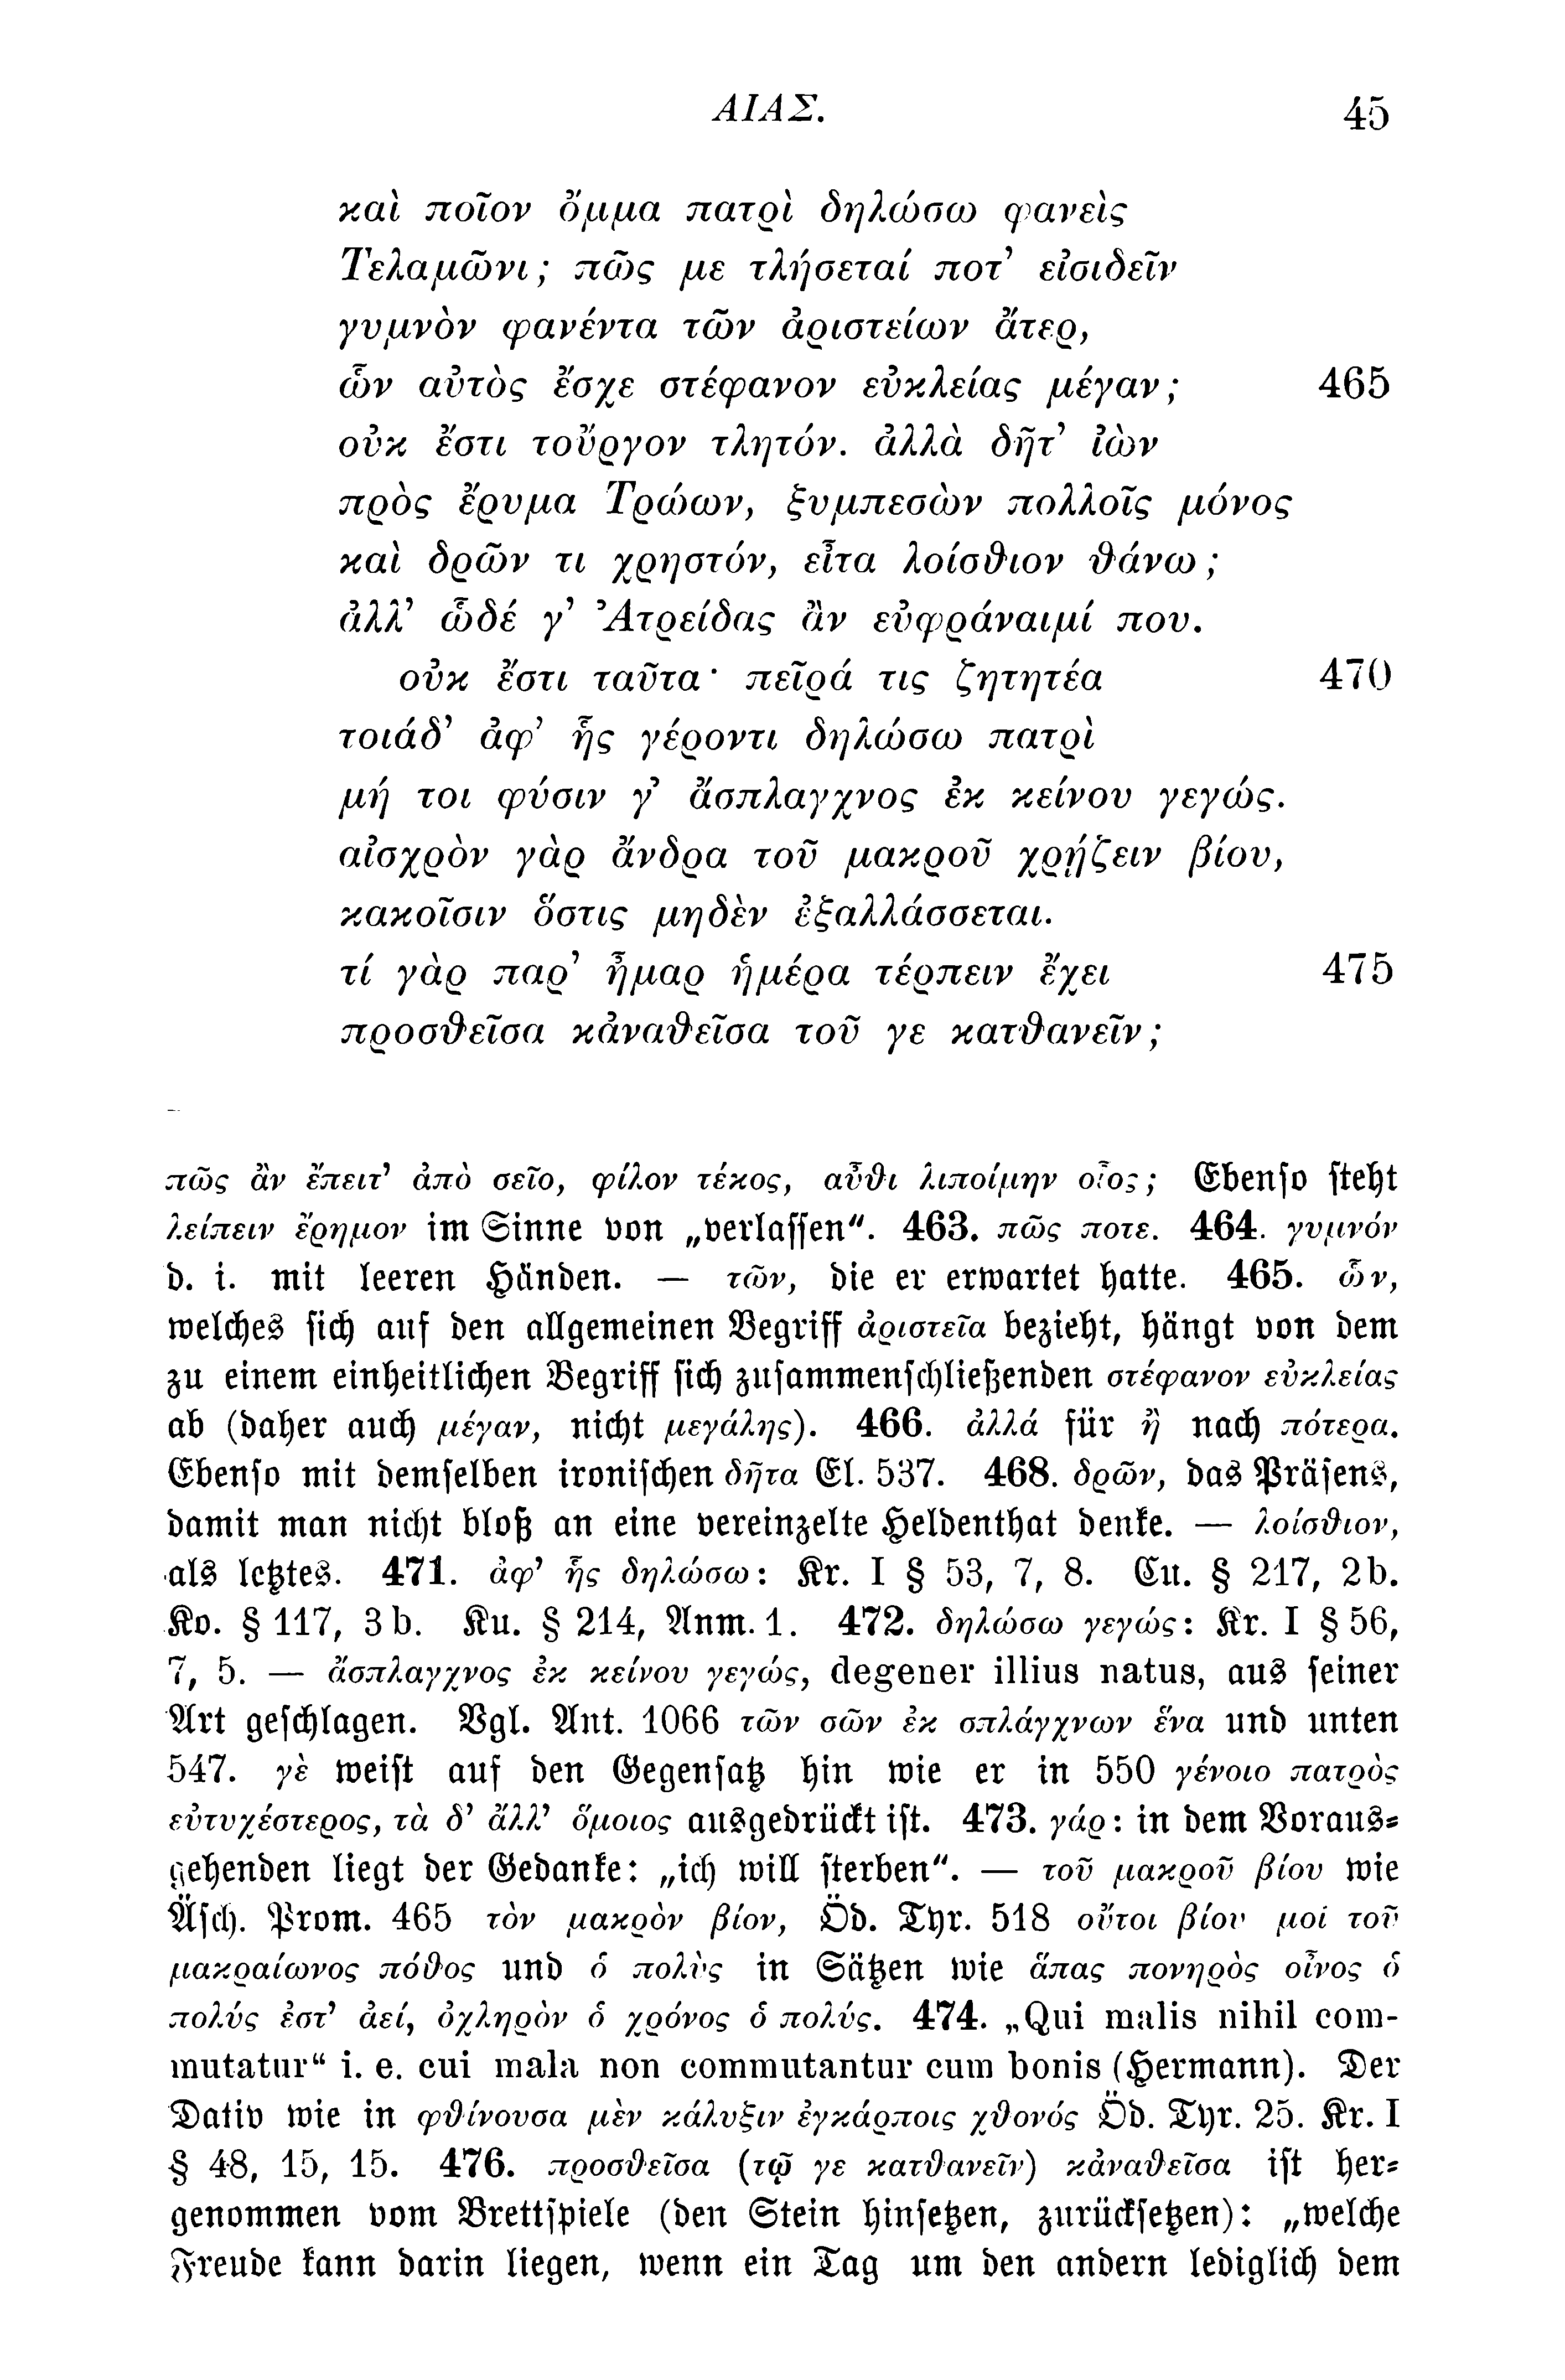 ΑΙΑΣ. 45
καὶ ποῖον ὄμμα πατρὶ δηλώσω φανεὶς
Τελαμῶνι; πῶς με τλήσεταί ποτ’ εἰσιδεῖν
γυμνὸν φανέντα τῶν ἀριστείων ἄτερ,
ὧν αὐτὸς ἔσχε στέφανον εὐκλείας μέγαν; 465
οὐκ ἔστι τοὔργον τλητόν. ἀλλὰ δῆτ’ ἰὼν
πρὸς ἔρυμα Τρώων, ξυμπεσὼν πολλοῖς μόνος
καὶ δρῶν τι χρηστόν, εἶτα λοίσθιον θάνω;
ἀλλ’ ὧδέ γ’ Ἀτρείδας ἂν εὐφράναιμί που.
οὐκ ἔστι ταῦτα· πεῖρά τις ζητητέα 470
τοιάδ’ ἀφ’ ἧς γέροντι δηλώσω πατρὶ
μή τοι φύσιν γ’ ἄσπλαγχνος ἐκ κείνου γεγώς.
αἰσχρὸν γὰρ ἄνδρα τοῦ μακροῦ χρῄζειν βίου,
κακοῖσιν ὅστις μηδὲν ἐξαλλάσσεται.
τί γὰρ παρ’ ἦμαρ ἡμέρα τέρπειν ἔχει 475
προσθεῖσα κἀναθεῖσα τοῦ γε κατθανεῖν;
πῶς ἂν ἔπειτ’ ἀπὸ σεῖο, φίλον τέκος, αὖθι λιποίμην οἶος; Ebenso steht
λείπειν ἔρημον im Sinne von „verlassen“. 463. πῶς ποτε. 464. γυμνόν
d. i. mit leeren Händen. — τῶν, die er erwartet hatte. 465. ὧν,
welches sich auf den allgemeinen Begriff ἀριστεῖα bezieht, hängt von dem
zu einem einheitlichen Begriff sich zusammenschließenden στέφανον εὐκλείας
ab (daher auch μέγαν, nicht μεγάλης). 466. ἀλλά für ἢ nach πότερα.
Ebenso mit demselben ironischen δῆτα El. 537. 468. δρῶν, das Präsens,
damit man nicht bloß an eine vereinzelte Heldenthat denke. — λοίσθιον,
als letztes. 471. ἀφ’ ἧς δηλώσω: Kr. I § 53, 7, 8. Cu. § 217, 2b.
Ko. § 117, 3b. Ku. § 214, Anm. 1. 472. δηλώσω γεγώς: Kr. I § 56,
7, 5. — ἄσπλαγχνος ἐκ κείνου γεγώς, degener illius natus, aus seiner
Art geschlagen. Vgl. Ant. 1066 τῶν σῶν ἐκ σπλάγχνων ἕνα und unten
547. γὲ weist auf den Gegensatz hin wie er in 550 γένοιο πατρὸς
εὐτυχέστερος, τὰ δ’ ἄλλ’ ὅμοιος ausgedrückt ist. 473. γάρ: in dem Voraus-
gehenden liegt der Gedanke: „ich will sterben“. — τοῦ μακροῦ βίου wie
Äsch. Prom. 465 τὸν μακρὸν βίον, Öd. Tyr. 518 οὔτοι βίου μοί τοῦ
μακραίωνος πόθος und ὁ πολὺς in Sätzen wie ἅπας πονηρὸς οἶνος ὁ
πολύς ἐστ’ ἀεί, ὀχληρὸν ὁ χρόνος ὁ πολύς. 474. „Qui malis nihil com-
mutatur“ i. e. cui mala non commutantur cum bonis (Hermann). Der
Dativ wie in φθίνουσα μὲν κάλυξιν ἐγκάρποις χθονός Öd. Tyr. 25. Kr. I
§ 48, 15, 15. 476. προσθεῖσα (τῷ γε κατθανεῖν) κἀναθεῖσα ist her-
genommen vom Brettspiele (den Stein hinsetzen, zurücksetzen): „welche
Freude kann darin liegen, wenn ein Tag um den andern lediglich dem